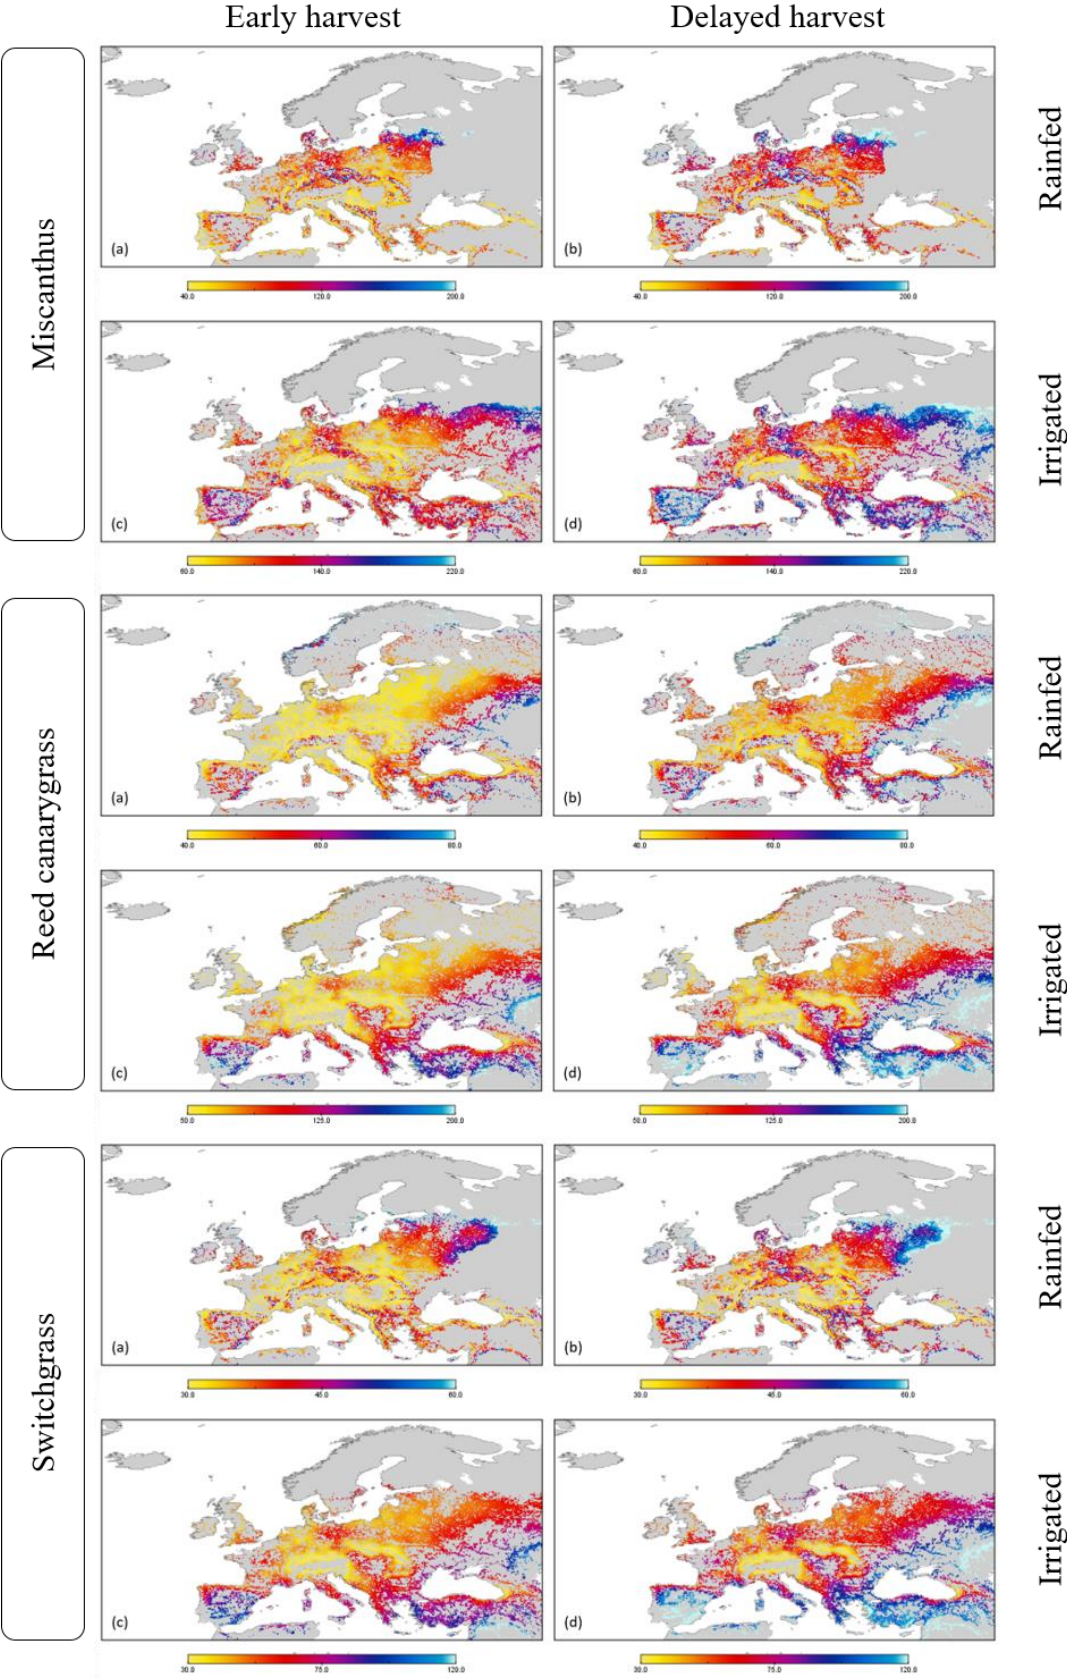 Early harvest Delayed harvest
Miscanthus
Rainfed
(a) (b)
40.0 120.0 200.0 40.0 120.0 200.0
Irrigated
(c) (d)
60.0 140.0 220.0 60.0 140.0 220.0
Reed canarygrass
Rainfed
(a) (b)
40.0 60.0 80.0 40.0 60.0 80.0
Irrigated
(c) (d)
50.0 125.0 200.0 50.0 125.0 200.0
Switchgrass
Rainfed
(a) (b)
30.0 45.0 60.0 30.0 45.0 60.0
Irrigated
(c) (d)
30.0 75.0 120.0 30.0 75.0 120.0